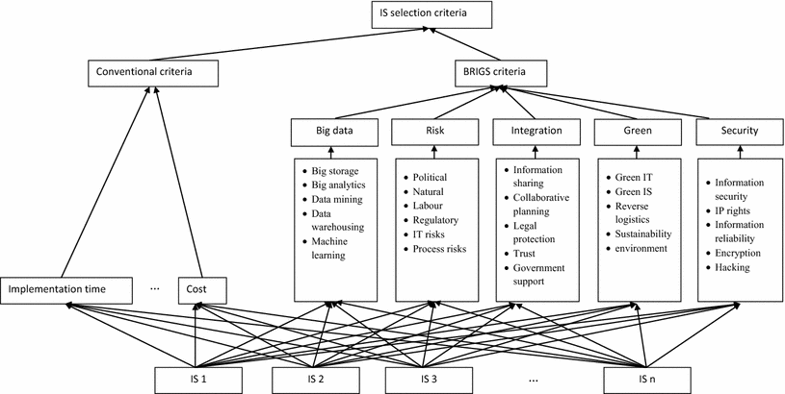 IS selection criteria
Conventional criteria
BRIGS criteria
Big data
Risk
Integration
Green
Security
• Big storage
• Big analytics
• Data mining
• Data
warehousing
• Machine
learning
• Political
• Natural
• Labour
• Regulatory
• IT risks
• Process risks
• Information
sharing
• Collaborative
planning
• Legal
protection
• Trust
• Government
support
• Green IT
• Green IS
• Reverse
logistics
• Sustainability
• environment
• Information
security
• IP rights
• Information
reliability
• Encryption
• Hacking
Implementation time
...
Cost
IS 1
IS 2
IS 3
...
IS n